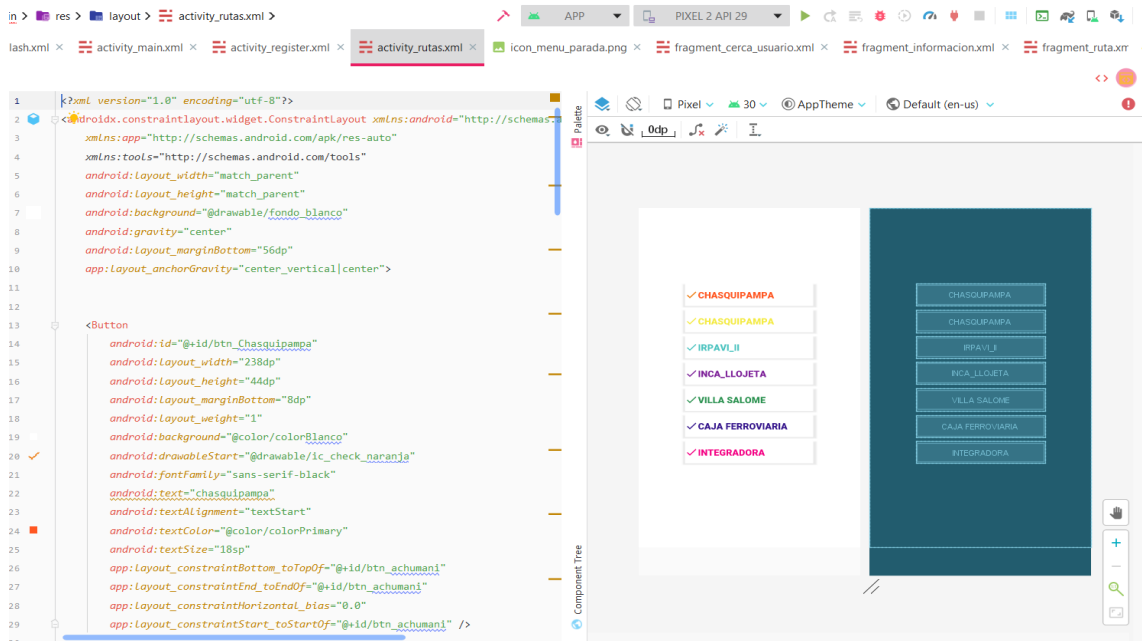 in > res > layout > activity_rutas.xml > APP PIXEL 2 API 29
lash.xml × activity_main.xml × activity_register.xml × activity_rutas.xml × icon_menu_parada.png × fragment_cerca_usuario.xml × fragment_informacion.xml × fragment_ruta.xm
1 <?xml version="1.0" encoding="utf-8"?>
2 <androidx.constraintlayout.widget.ConstraintLayout xmlns:android="http://schemas.a
3 xmlns:app="http://schemas.android.com/apk/res-auto"
4 xmlns:tools="http://schemas.android.com/tools"
5 android:layout_width="match_parent"
6 android:layout_height="match_parent"
7 android:background="@drawable/fondo_blanco"
8 android:gravity="center"
9 android:layout_marginBottom="56dp"
10 app:layout_anchorGravity="center_vertical|center">
11
12
13 <Button
14 android:id="@+id/btn_Chasquipampa"
15 android:layout_width="238dp"
16 android:layout_height="44dp"
17 android:layout_marginBottom="8dp"
18 android:layout_weight="1"
19 android:background="@color/colorBlanco"
20 android:drawableStart="@drawable/ic_check_naranja"
21 android:fontFamily="sans-serif-black"
22 android:text="chasquipampa"
23 android:textAlignment="textStart"
24 android:textColor="@color/colorPrimary"
25 android:textSize="18sp"
26 app:layout_constraintBottom_toTopOf="@+id/btn_achumani"
27 app:layout_constraintEnd_toEndOf="@+id/btn_achumani"
28 app:layout_constraintHorizontal_bias="0.0"
29 app:layout_constraintStart_toStartOf="@+id/btn_achumani" />
Palette
Component Tree
Pixel 30 AppTheme Default (en-us)
0dp
CHASQUIPAMPA
CHASQUIPAMPA
IRPAVI_II
INCA_LLOJETA
VILLA SALOME
CAJA FERROVIARIA
INTEGRADORA
CHASQUIPAMPA
CHASQUIPAMPA
IRPAVI_II
INCA_LLOJETA
VILLA SALOME
CAJA FERROVIARIA
INTEGRADORA